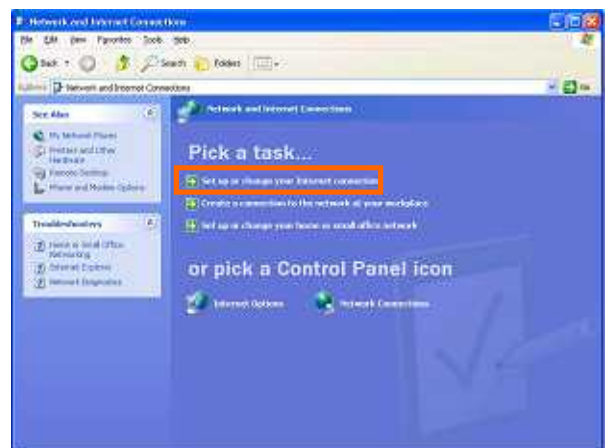 Network and Internet Connections
File Edit View Favorites Tools Help
Back Search Folders
Address Network and Internet Connections Go
See Also
My Network Places
Printers and Other
Hardware
Remote Desktop
Phone and Modem Options
Troubleshooters
Home or Small Office
Networking
Internet Explorer
Network Diagnostics
Network and Internet Connections
Pick a task...
Set up or change your Internet connection
Create a connection to the network at your workplace
Set up or change your home or small office network
or pick a Control Panel icon
Internet Options Network Connections